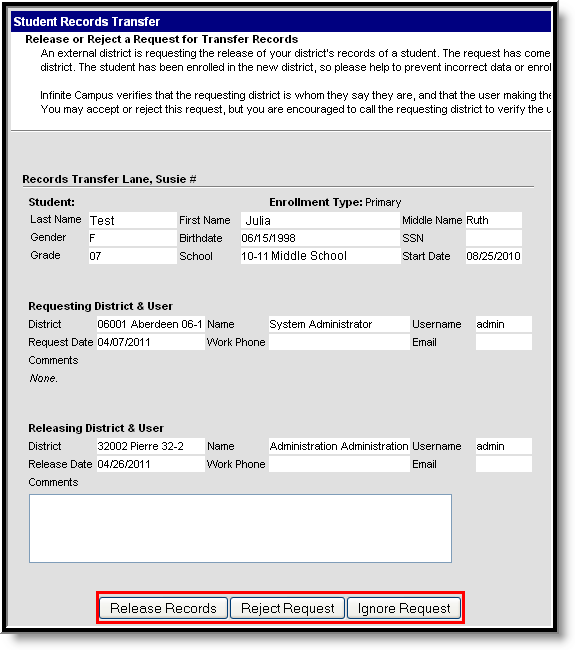 Student Records Transfer
Release or Reject a Request for Transfer Records
An external district is requesting the release of your district's records of a student. The request has come
district. The student has been enrolled in the new district, so please help to prevent incorrect data or enrol
Infinite Campus verifies that the requesting district is whom they say they are, and that the user making the
You may accept or reject this request, but you are encouraged to call the requesting district to verify the u
Records Transfer Lane, Susie #
Student: Enrollment Type: Primary
Last Name Test First Name Julia Middle Name Ruth
Gender F Birthdate 06/15/1998 SSN
Grade 07 School 10-11 Middle School Start Date 08/25/2010
Requesting District & User
District 06001 Aberdeen 06-1 Name System Administrator Username admin
Request Date 04/07/2011 Work Phone Email
Comments
None.
Releasing District & User
District 32002 Pierre 32-2 Name Administration Administration Username admin
Release Date 04/26/2011 Work Phone Email
Comments
Release Records Reject Request Ignore Request